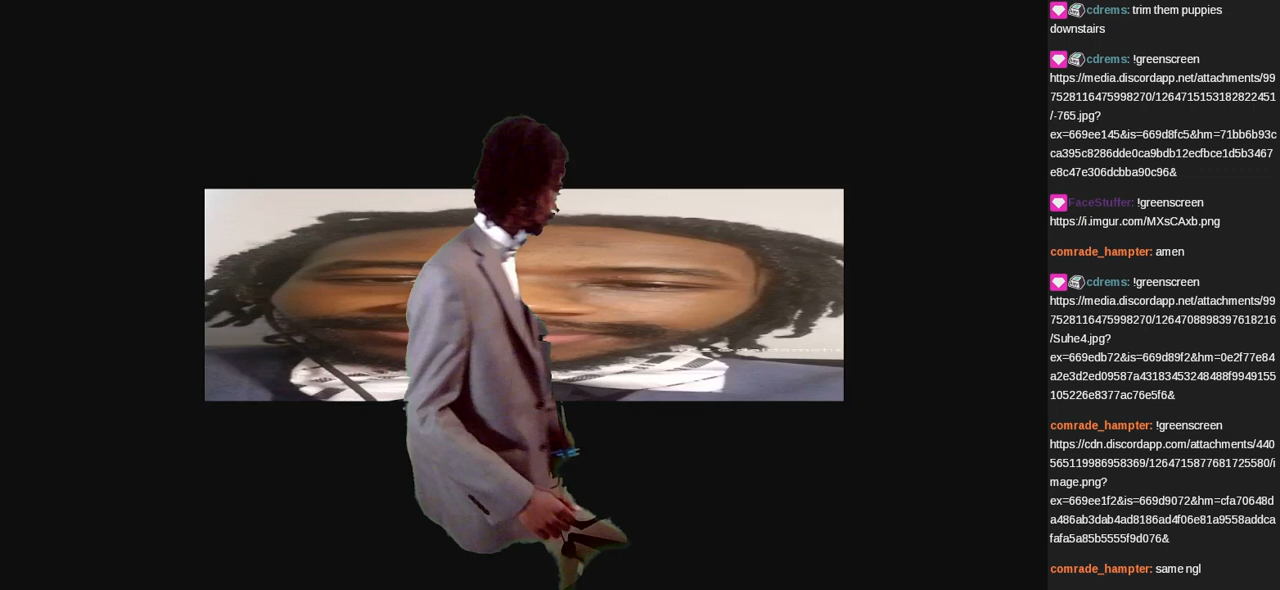 cdrems: trim them puppies
downstairs
cdrems: !greenscreen
https://media.discordapp.net/attachments/99
7528116475998270/1264715153182822451
/-765.jpg?
ex=669ee145&is=669d8fc5&hm=71bb6b93c
ca395c8286dde0ca9bdb12ecfbce1d5b3467
e8c47e306dcbba90c96&
FaceStuffer: !greenscreen
https://i.imgur.com/MXsCAxb.png
comrade_hampter: amen
cdrems: !greenscreen
https://media.discordapp.net/attachments/99
7528116475998270/1264708898397618216
/Suhe4.jpg?
ex=669edb72&is=669d89f2&hm=0e2f77e84
a2e3d2ed09587a43183453248488f9949155
105226e8377ac76e5f6&
comrade_hampter: !greenscreen
https://cdn.discordapp.com/attachments/440
565119986958369/1264715877681725580/i
mage.png?
ex=669ee1f2&is=669d9072&hm=cfa70648d
a486ab3dab4ad8186ad4f06e81a9558addca
fafa5a85b5555f9d076&
comrade_hampter: same ngl